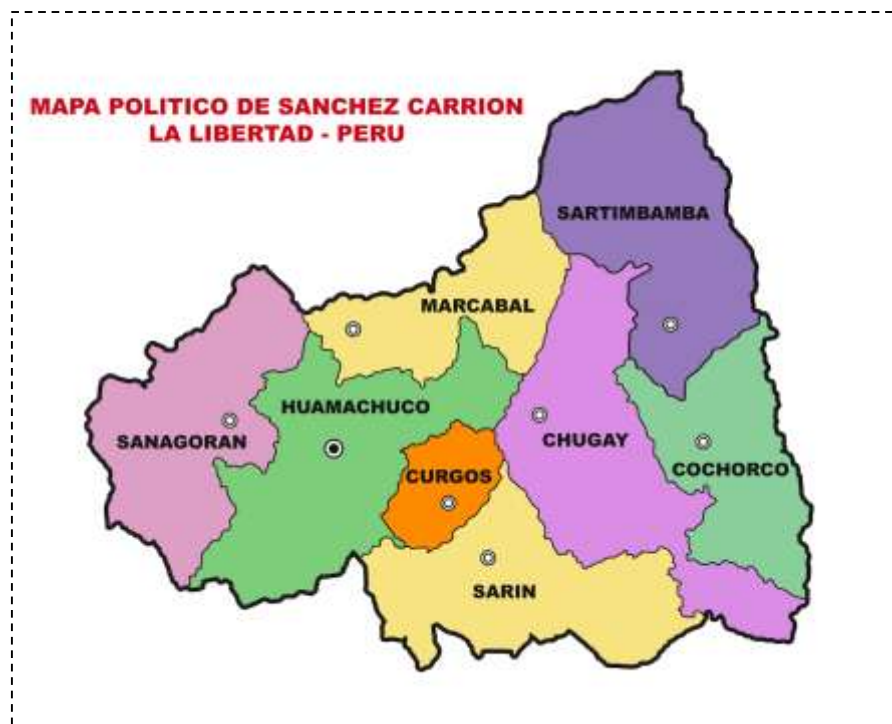 MAPA POLITICO DE SANCHEZ CARRION
LA LIBERTAD - PERU
SARTIMBAMBA
MARCABAL
HUAMACHUCO
SANAGORAN
CHUGAY
CURGOS
COCHORCO
SARIN